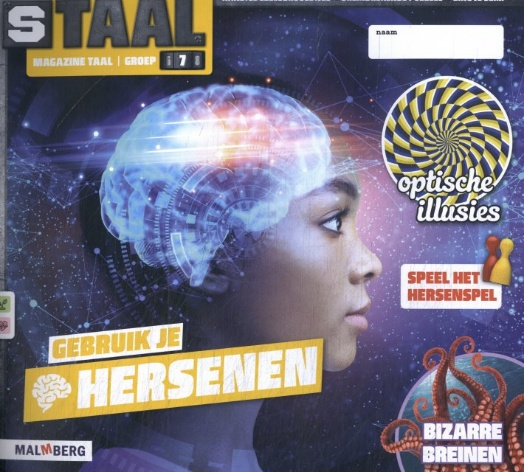 STAAL
MAGAZINE TAAL | GROEP 7
naam
optische
illusies
SPEEL HET
HERSENSPEL
GEBRUIK JE
HERSENEN
BIZARRE
BREINEN
MALMBERG